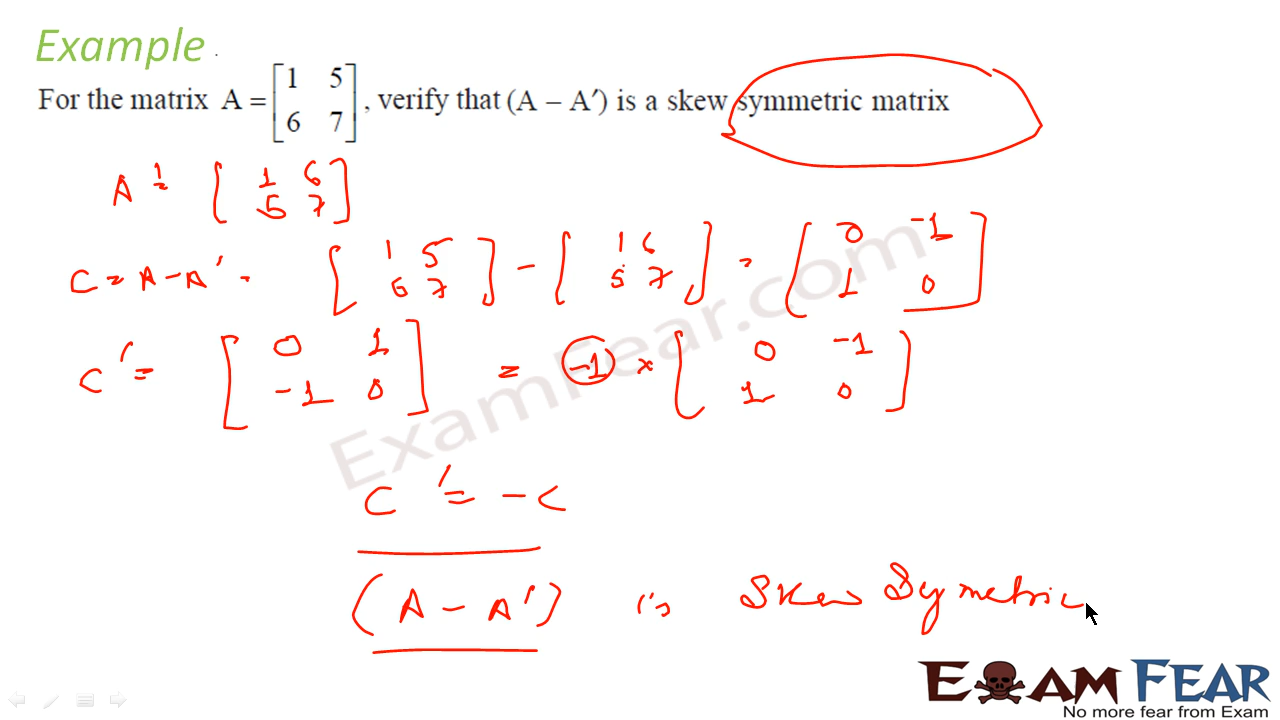 Example
For the matrix A = [1 5
6 7], verify that (A − A′) is a skew symmetric matrix
A' = [1 6
5 7]
C = A - A' = [1 5
6 7] - [1 6
5 7] = [0 -1
1 0]
C' = [0 1
-1 0] = -1 × [0 -1
1 0]
C' = -C
(A - A') is Skew Symetric
ExamFear.com
EXAM FEAR
No more fear from Exam